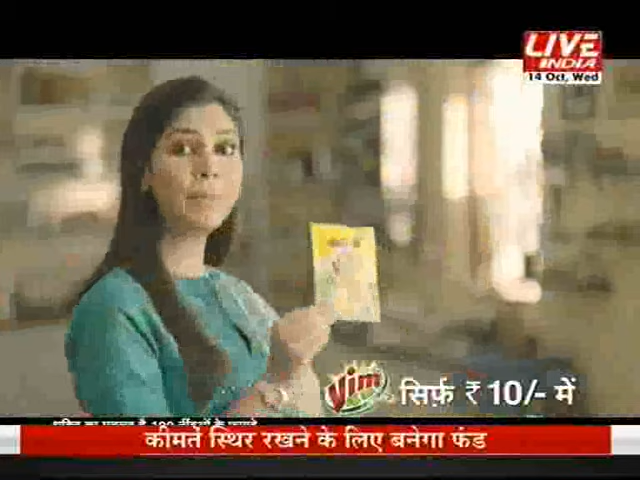 LIVE
INDIA
14 Oct, Wed
Vim सिर्फ़ ₹ 10/- में
कीमतें स्थिर रखने के लिए बनेगा फंड